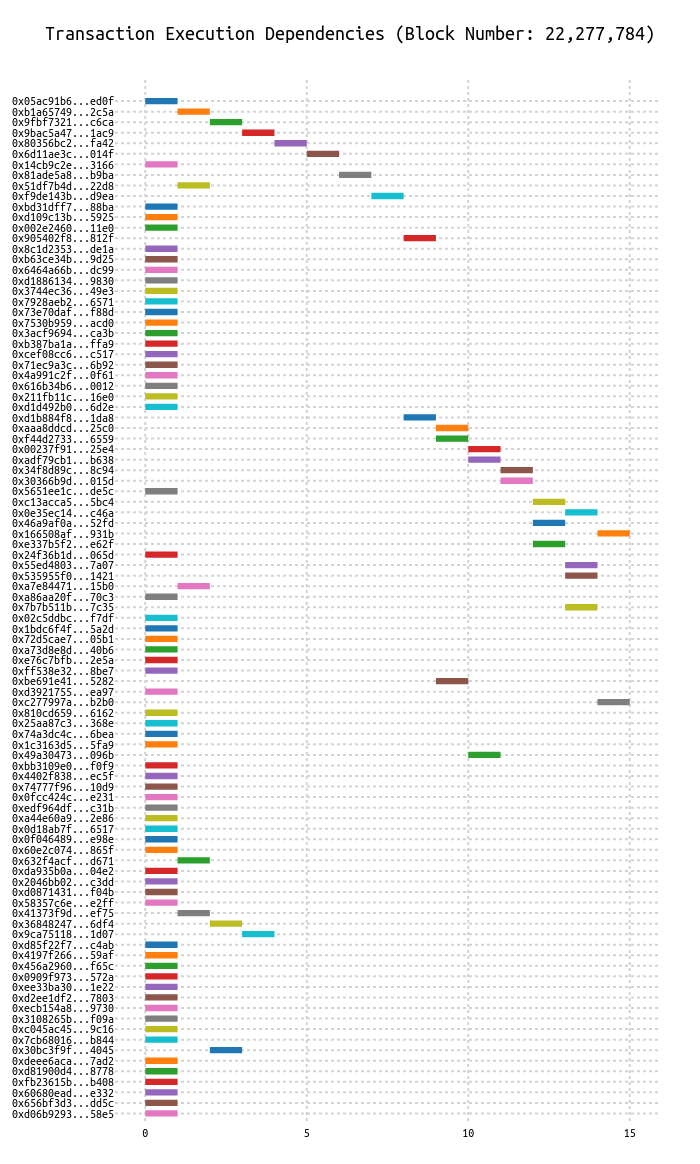 Transaction Execution Dependencies (Block Number: 22,277,784)
0x05ac91b6...ed0f
0xb1a65749...2c5a
0x9fbf7321...c6ca
0x9bac5a47...1ac9
0x80356bc2...fa42
0x6d11ae3c...014f
0x14cb9c2e...3166
0x81ade5a8...b9ba
0x51df7b4d...22d8
0xf9de143b...d9ea
0xbd31dff7...88ba
0xd109c13b...5925
0x002e2460...11e0
0x905402f8...812f
0x8c1d2353...de1a
0xb63ce34b...9d25
0x6464a66b...dc99
0xd1886134...9830
0x3744ec36...49e3
0x7928aeb2...6571
0x73e70daf...f88d
0x7530b959...acd0
0x3acf9694...ca3b
0xb387ba1a...ffa9
0xcef08cc6...c517
0x71ec9a3c...6b92
0x4a991c2f...0f61
0x616b34b6...0012
0x211fb11c...16e0
0xd1d492b0...6d2e
0xd1b884f8...1da8
0xaaa8ddcd...25c0
0xf44d2733...6559
0x00237f91...25e4
0xadf79cb1...b638
0x34f8d89c...8c94
0x30366b9d...015d
0x5651ee1c...de5c
0xc13acca5...5bc4
0x0e35ec14...c46a
0x46a9af0a...52fd
0x166508af...931b
0xe337b5f2...e62f
0x24f36b1d...065d
0x55ed4803...7a07
0x535955f0...1421
0xa7e84471...15b0
0xa86aa20f...70c3
0x7b7b511b...7c35
0x02c5ddbc...f7df
0x1bdc6f4f...5a2d
0x72d5cae7...05b1
0xa73d8e8d...40b6
0xe76c7bfb...2e5a
0xff538e32...8be7
0xbe691e41...5282
0xd3921755...ea97
0xc277997a...b2b0
0x810cd659...6162
0x25aa87c3...368e
0x74a3dc4c...6bea
0x1c3163d5...5fa9
0x49a30473...096b
0xbb3109e0...f0f9
0x4402f838...ec5f
0x74777f96...10d9
0x0fcc424c...e231
0xedf964df...c31b
0xa44e60a9...2e86
0x0d18ab7f...6517
0x0f046489...e98e
0x60e2c074...865f
0x632f4acf...d671
0xda935b0a...04e2
0x2046bb02...c3dd
0xd0871431...f04b
0x58357c6e...e2ff
0x41373f9d...ef75
0x36848247...6df4
0x9ca75118...1d07
0xd85f22f7...c4ab
0x4197f266...59af
0x456a2960...f65c
0x0909f973...572a
0xee33ba30...1e22
0xd2ee1df2...7803
0xecb154a8...9730
0x3108265b...f09a
0xc045ac45...9c16
0x7cb68016...b844
0x30bc3f9f...4045
0xdeee6aca...7ad2
0xd81900d4...8778
0xfb23615b...b408
0x60680ead...e332
0x656bf3d3...dd5c
0xd06b9293...58e5
0 5 10 15